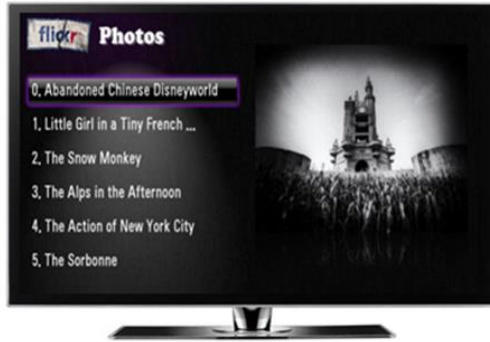 flickr Photos
0, Abandoned Chinese Disneyworld
1, Little Girl in a Tiny French ...
2, The Snow Monkey
3, The Alps in the Afternoon
4, The Action of New York City
5, The Sorbonne